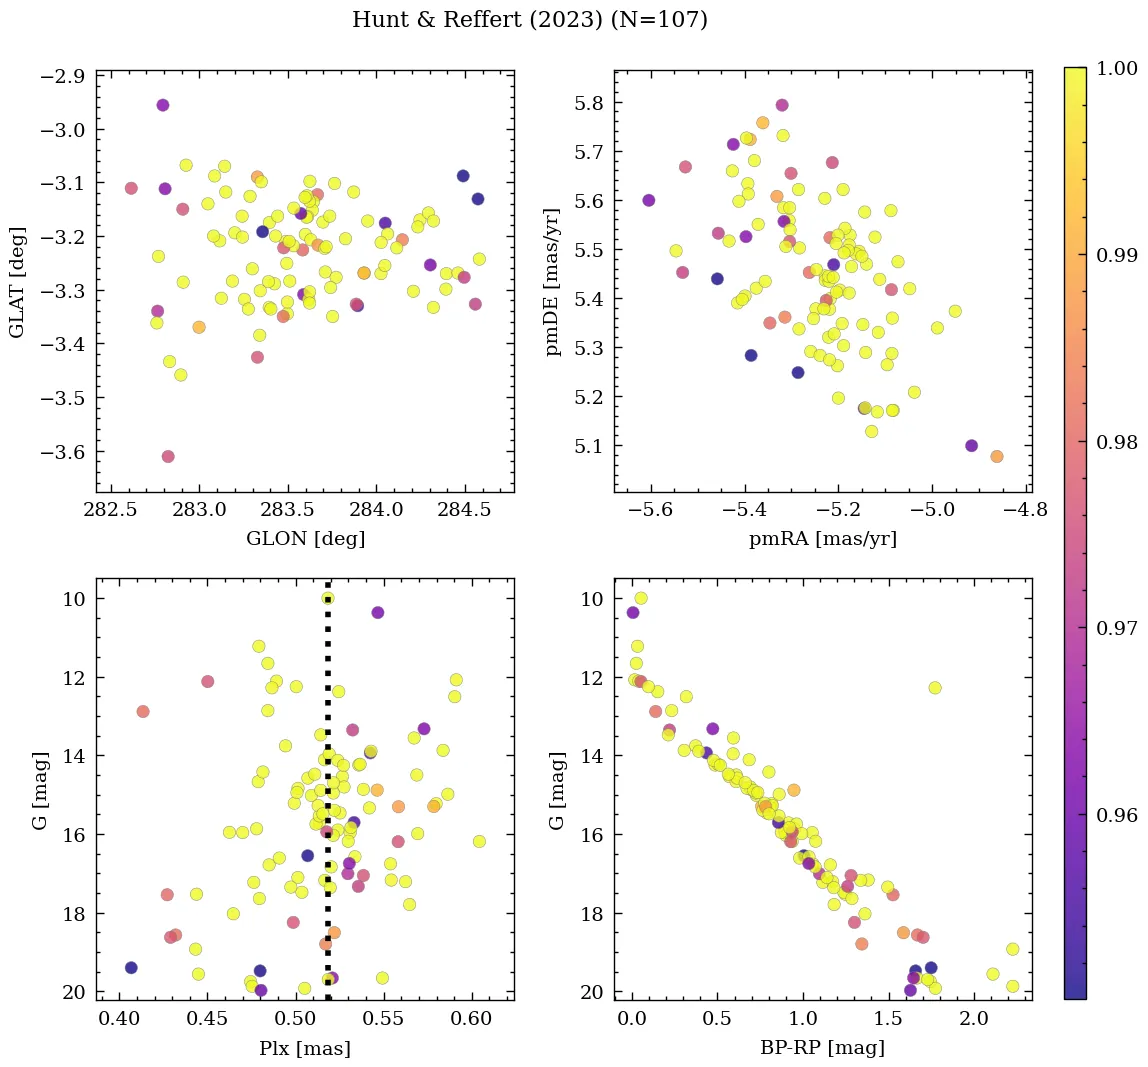 Hunt & Reffert (2023) (N=107)
−2.9
−3.0
−3.1
−3.2
−3.3
−3.4
−3.5
−3.6
GLAT [deg]
282.5 283.0 283.5 284.0 284.5
GLON [deg]
5.8
5.7
5.6
5.5
5.4
5.3
5.2
5.1
pmDE [mas/yr]
−5.6 −5.4 −5.2 −5.0 −4.8
pmRA [mas/yr]
10
12
14
16
18
20
G [mag]
0.40 0.45 0.50 0.55 0.60
Plx [mas]
10
12
14
16
18
20
G [mag]
0.0 0.5 1.0 1.5 2.0
BP-RP [mag]
1.00
0.99
0.98
0.97
0.96